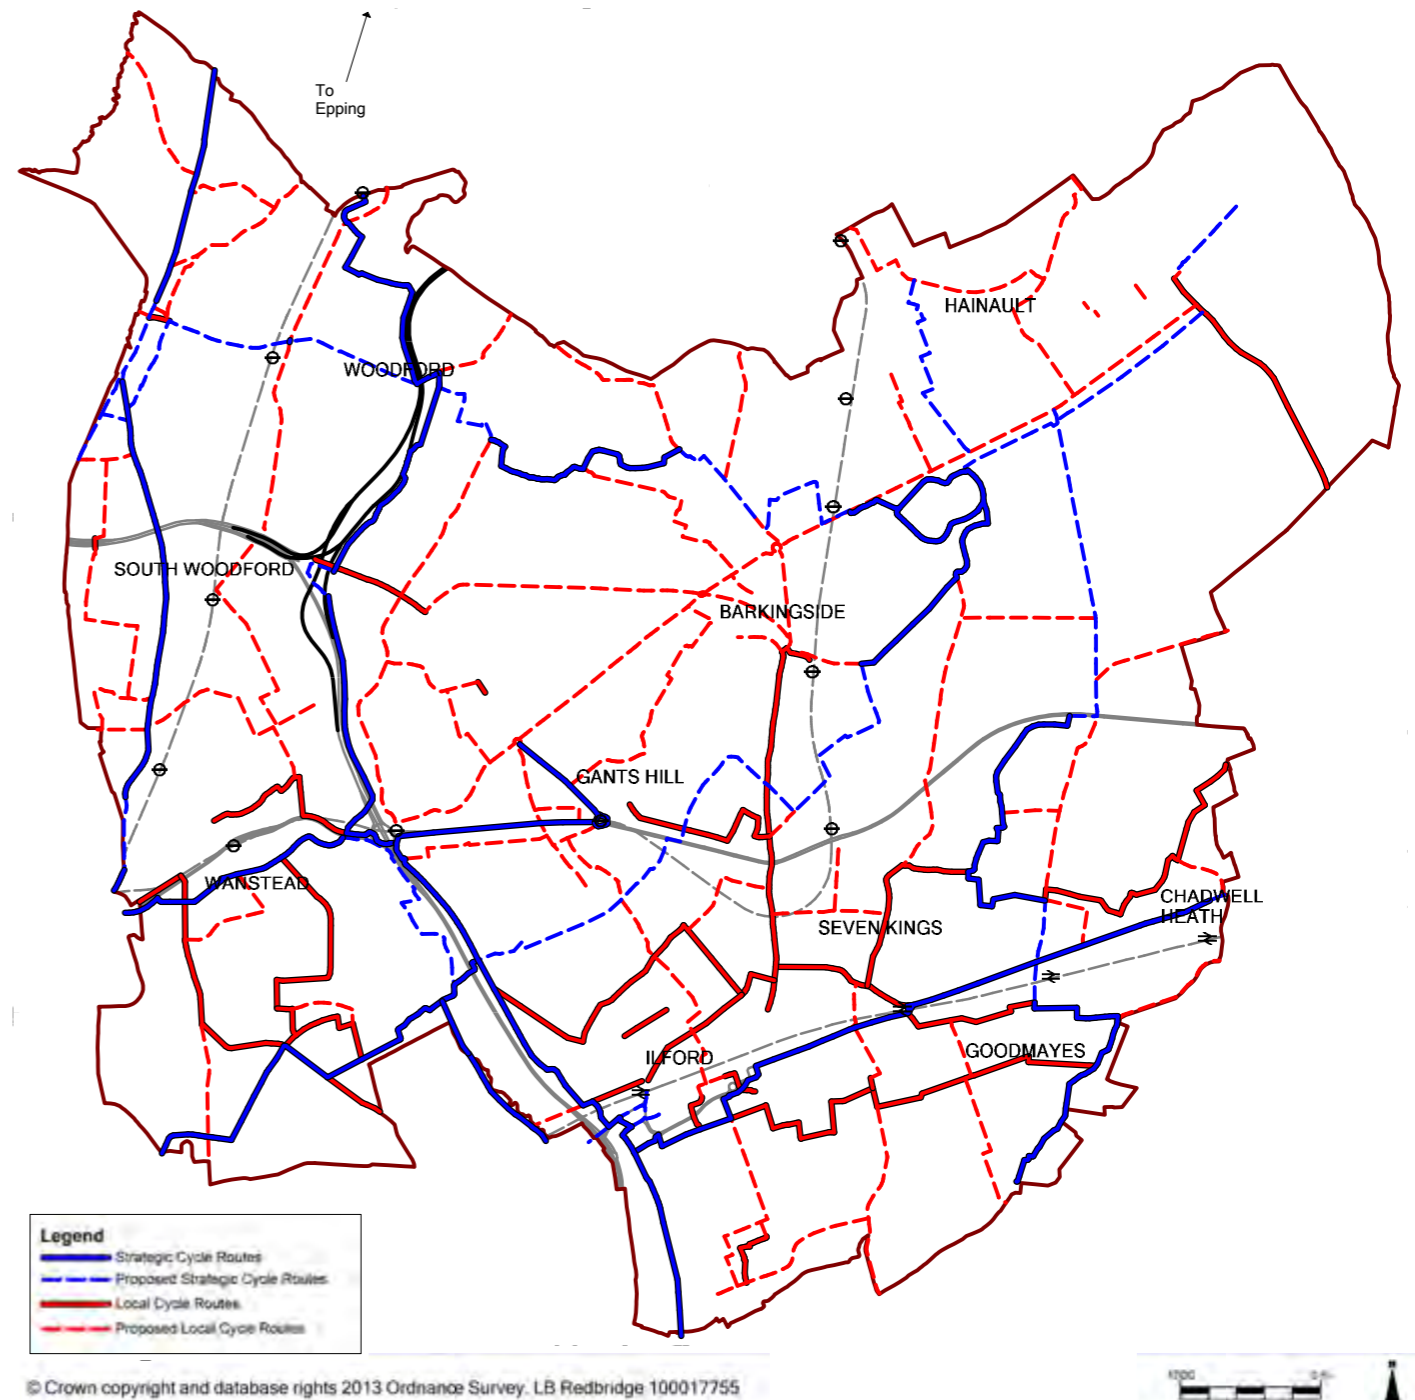 To
Epping
HAINAULT
WOODFORD
SOUTH WOODFORD
BARKINGSIDE
GANTS HILL
WANSTEAD
CHADWELL
HEATH
SEVEN KINGS
ILFORD
GOODMAYES
Legend
Strategic Cycle Routes
Proposed Strategic Cycle Routes
Local Cycle Routes
Proposed Local Cycle Routes
© Crown copyright and database rights 2013 Ordnance Survey. LB Redbridge 100017755